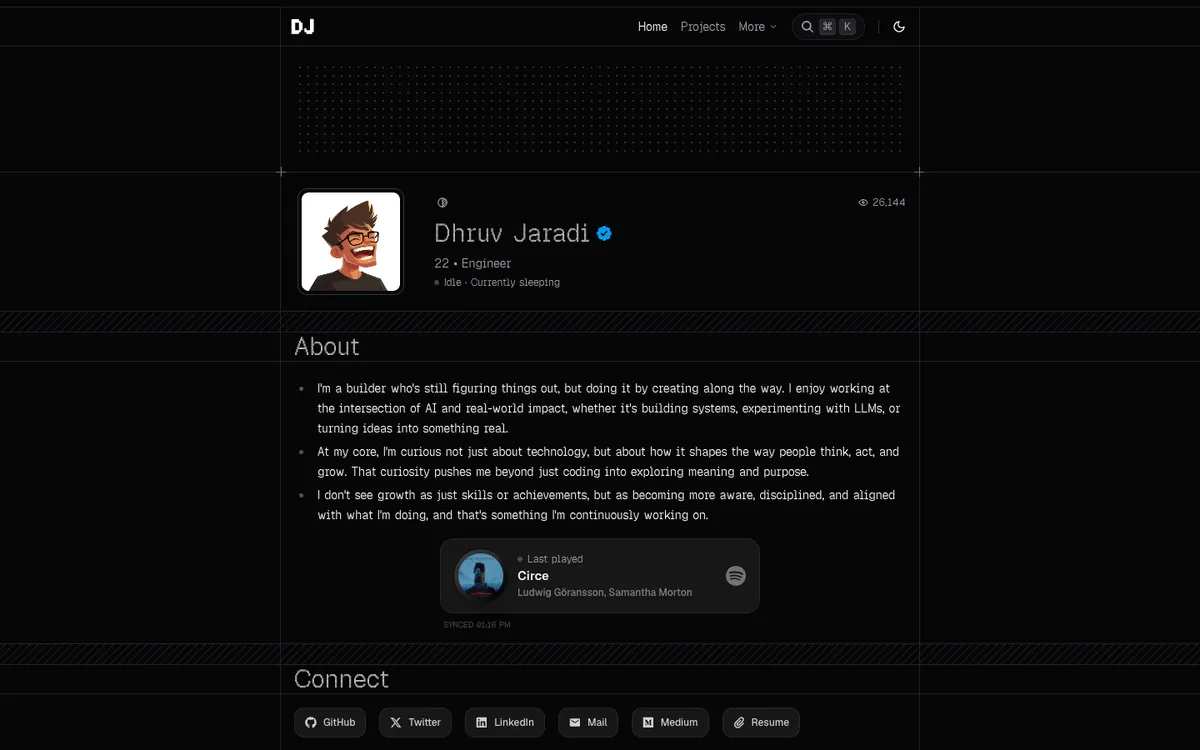 DJ
Home Projects More ⌘ K
26,144
Dhruv Jaradi
22 • Engineer
Idle · Currently sleeping
About
I'm a builder who's still figuring things out, but doing it by creating along the way. I enjoy working at
the intersection of AI and real-world impact, whether it's building systems, experimenting with LLMs, or
turning ideas into something real.
At my core, I'm curious not just about technology, but about how it shapes the way people think, act, and
grow. That curiosity pushes me beyond just coding into exploring meaning and purpose.
I don't see growth as just skills or achievements, but as becoming more aware, disciplined, and aligned
with what I'm doing, and that's something I'm continuously working on.
Last played
Circe
Ludwig Göransson, Samantha Morton
SYNCED 01:16 PM
Connect
GitHub Twitter LinkedIn Mail Medium Resume